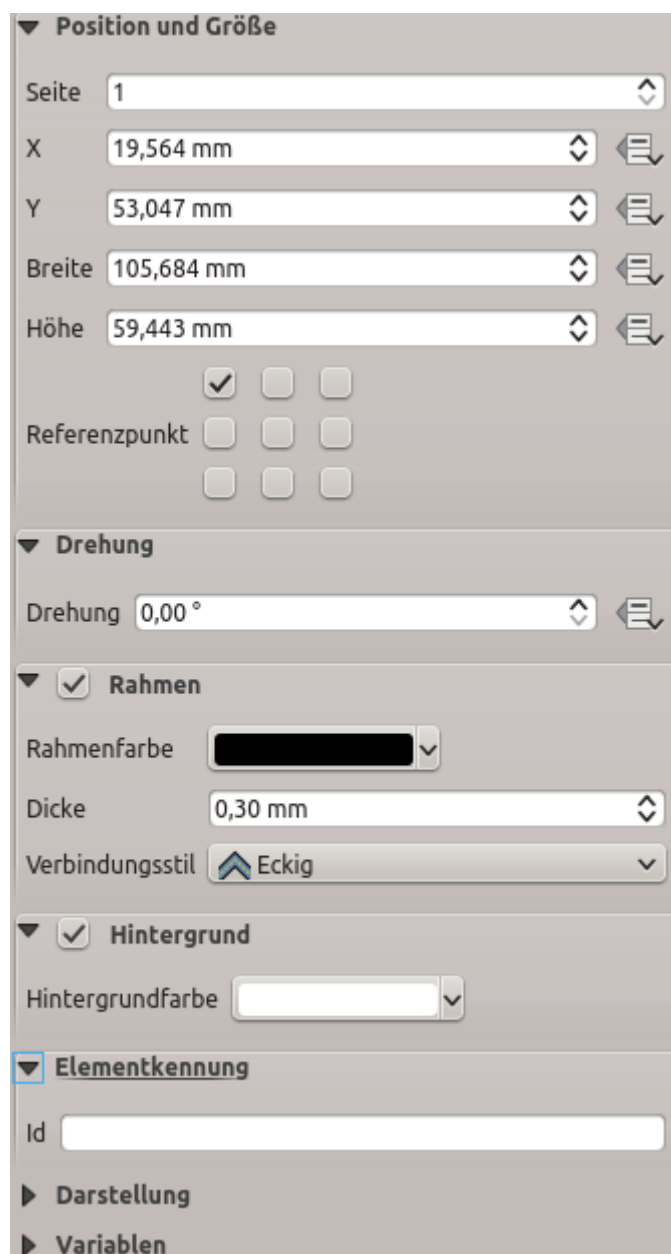 Position und Größe
Seite 1
X 19,564 mm
Y 53,047 mm
Breite 105,684 mm
Höhe 59,443 mm
Referenzpunkt
Drehung
Drehung 0,00 °
Rahmen
Rahmenfarbe
Dicke 0,30 mm
Verbindungsstil Eckig
Hintergrund
Hintergrundfarbe
Elementkennung
Id
Darstellung
Variablen